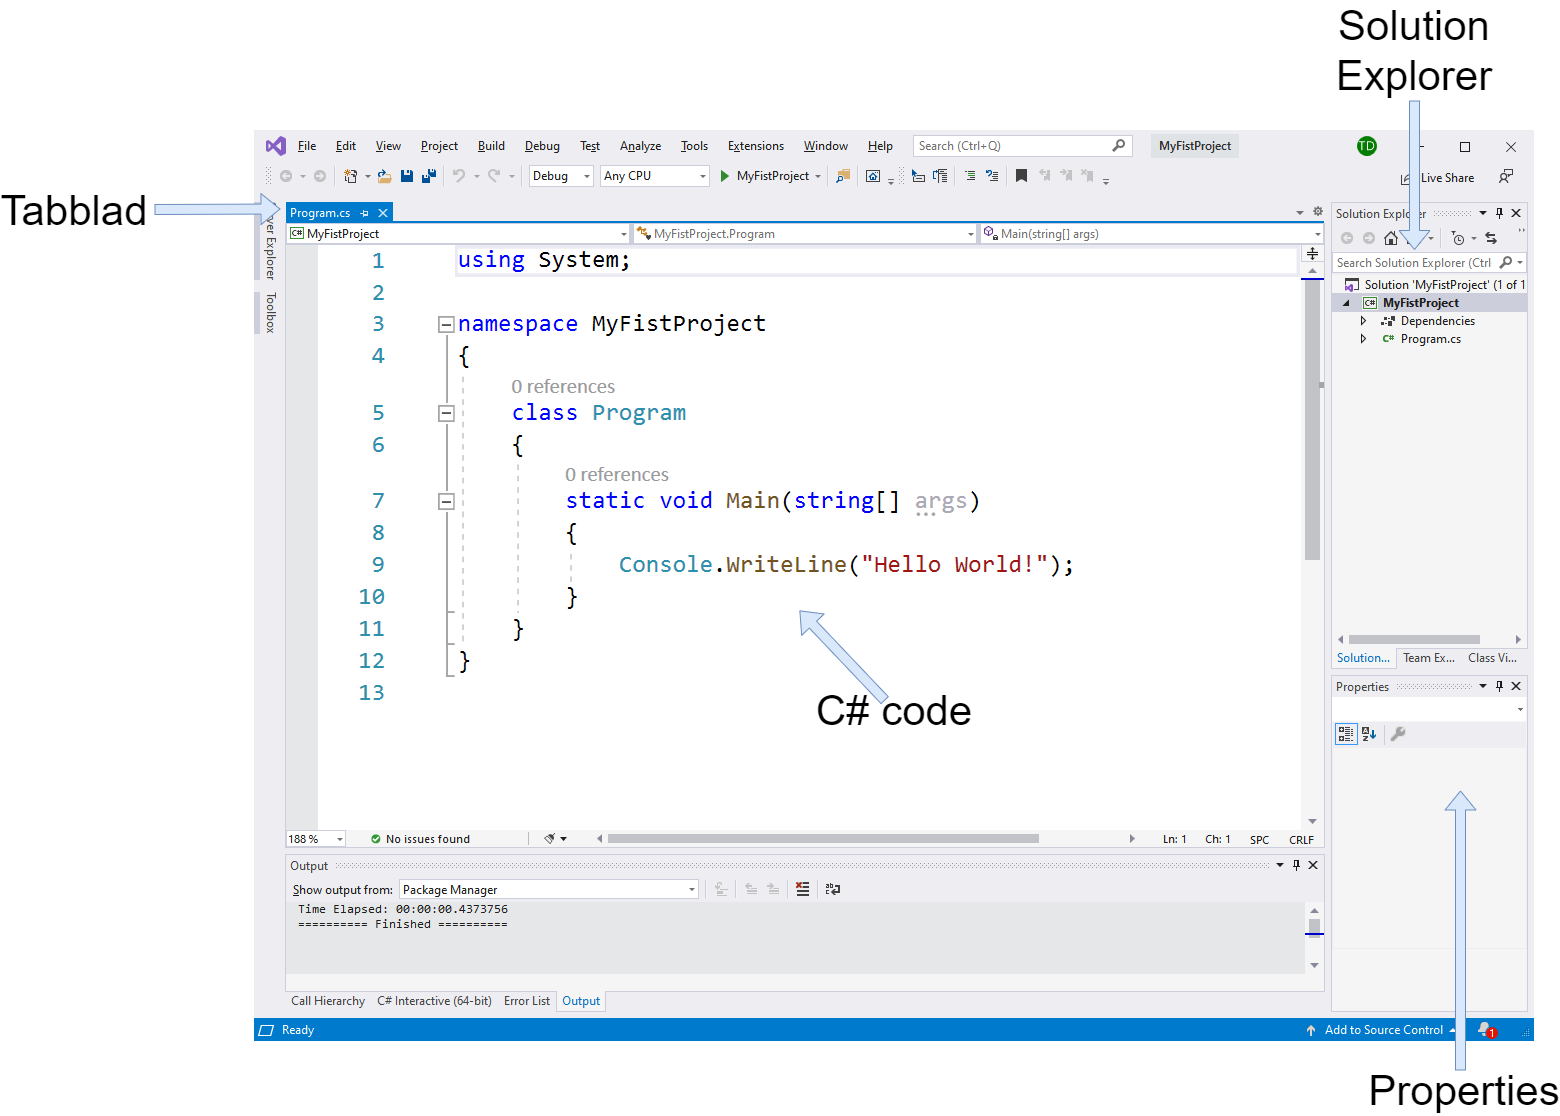 Solution
Explorer
File Edit View Project Build Debug Test Analyze Tools Extensions Window Help Search (Ctrl+Q) MyFistProject TD
Debug Any CPU MyFistProject Live Share
Tabblad
Program.cs
Explorer
Toolbox
C# MyFistProject MyFistProject.Program Main(string[] args)
1 using System;
2
3 namespace MyFistProject
4 {
0 references
5 class Program
6 {
0 references
7 static void Main(string[] args)
8 {
9 Console.WriteLine("Hello World!");
10 }
11 }
12 }
13
C# code
188 % No issues found Ln: 1 Ch: 1 SPC CRLF
Solution Explorer
Search Solution Explorer (Ctrl
Solution 'MyFistProject' (1 of 1
C# MyFistProject
Dependencies
C# Program.cs
Solution... Team Ex... Class Vi...
Properties
Output
Show output from: Package Manager
Time Elapsed: 00:00:00.4373756
========== Finished ==========
Call Hierarchy C# Interactive (64-bit) Error List Output
Ready Add to Source Control 1
Properties